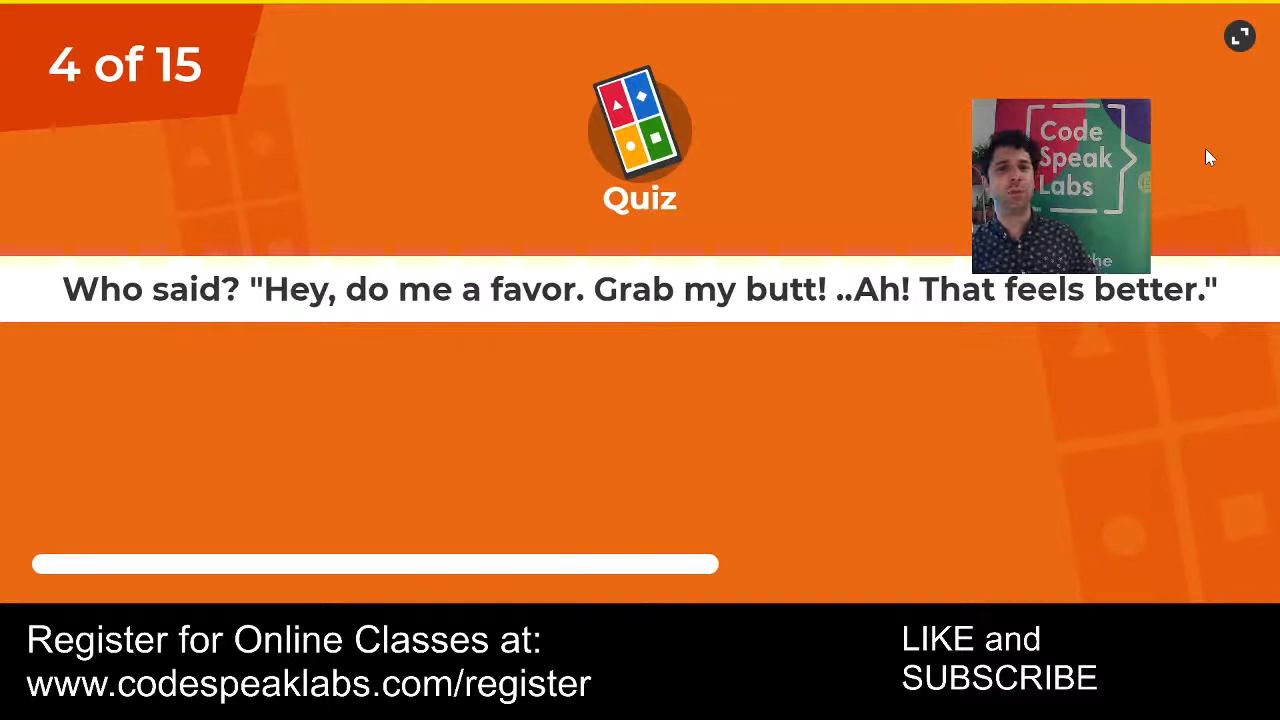 4 of 15
Code
Speak
Labs
the
Quiz
Who said? "Hey, do me a favor. Grab my butt! ..Ah! That feels better."
Register for Online Classes at:
www.codespeaklabs.com/register
LIKE and
SUBSCRIBE